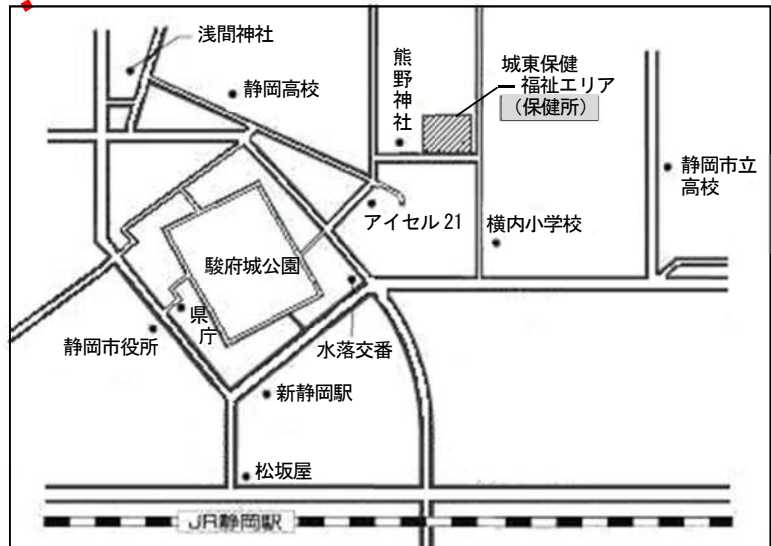 浅間神社
静岡高校
熊野神社
城東保健
福祉エリア
（保健所）
静岡市立
高校
アイセル 21
横内小学校
駿府城公園
県庁
静岡市役所
水落交番
新静岡駅
松坂屋
JR静岡駅